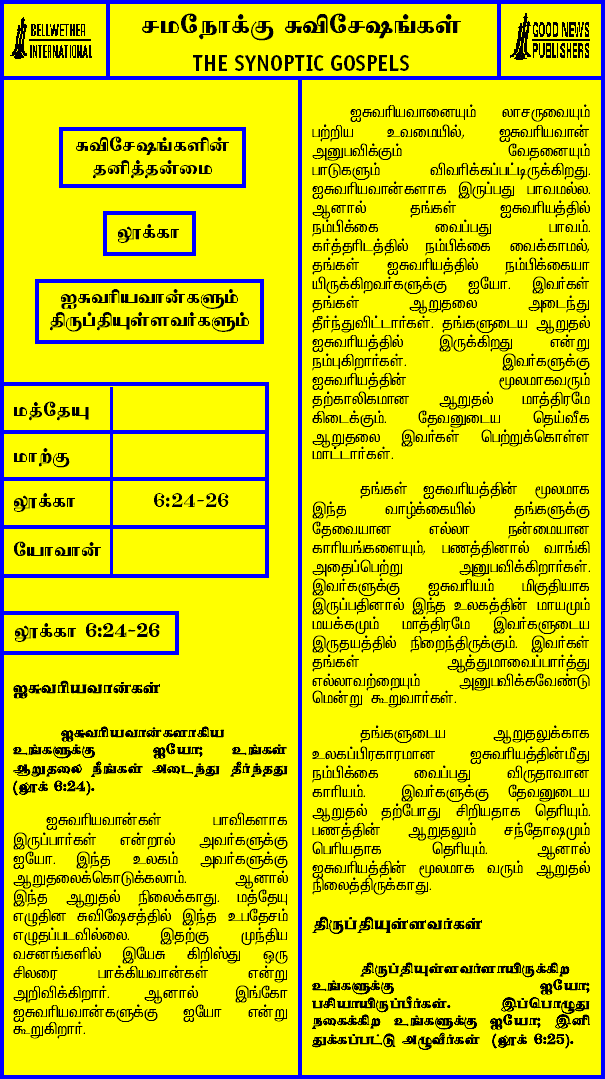 BELLWETHER
INTERNATIONAL
சமநோக்கு சுவிசேஷங்கள்
THE SYNOPTIC GOSPELS
GOOD NEWS
PUBLISHERS
சுவிசேஷங்களின்
தனித்தன்மை
லூக்கா
ஐசுவரியவான்களும்
திருப்தியுள்ளவர்களும்
மத்தேயு
மாற்கு
லூக்கா 6:24-26
யோவான்
லூக்கா 6:24-26
ஐசுவரியவான்கள்
ஐசுவரியவான்களாகிய
உங்களுக்கு ஐயோ; உங்கள்
ஆறுதலை நீங்கள் அடைந்து தீர்த்தது
(லூக் 6:24).
ஐசுவரியவான்கள் பாவிகளாக
இருப்பார்கள் என்றால் அவர்களுக்கு
ஐயோ. இந்த உலகம் அவர்களுக்கு
ஆறுதலைக்கொடுக்கலாம். ஆனால்
இந்த ஆறுதல் நிலைக்காது. மத்தேயு
எழுதின சுவிஷேசத்தில் இந்த உபதேசம்
எழுதப்படவில்லை. இதற்கு முந்திய
வசனங்களில் இயேசு கிறிஸ்து ஒரு
சிலரை பாக்கியவான்கள் என்று
அறிவிக்கிறார். ஆனால் இங்கோ
ஐசுவரியவான்களுக்கு ஐயோ என்று
கூறுகிறார்.
ஐசுவரியவானையும் லாசருவையும்
பற்றிய உவமையில், ஐசுவரியவான்
அனுபவிக்கும் வேதனையும்
பாடுகளும் விவரிக்கப்பட்டிருக்கிறது.
ஐசுவரியவான்களாக இருப்பது பாவமல்ல.
ஆனால் தங்கள் ஐசுவரியத்தில்
நம்பிக்கை வைப்பது பாவம்.
கர்த்தரிடத்தில் நம்பிக்கை வைக்காமல்,
தங்கள் ஐசுவரியத்தில் நம்பிக்கையா
யிருக்கிறவர்களுக்கு ஐயோ. இவர்கள்
தங்கள் ஆறுதலை அடைந்து
தீர்ந்துவிட்டார்கள். தங்களுடைய ஆறுதல்
ஐசுவரியத்தில் இருக்கிறது என்று
நம்புகிறார்கள். இவர்களுக்கு
ஐசுவரியத்தின் மூலமாகவரும்
தற்காலிகமான ஆறுதல் மாத்திரமே
கிடைக்கும். தேவனுடைய தெய்வீக
ஆறுதலை இவர்கள் பெற்றுக்கொள்ள
மாட்டார்கள்.
தங்கள் ஐசுவரியத்தின் மூலமாக
இந்த வாழ்க்கையில் தங்களுக்கு
தேவையான எல்லா நன்மையான
காரியங்களையும், பணத்தினால் வாங்கி
அதைப்பெற்று அனுபவிக்கிறார்கள்.
இவர்களுக்கு ஐசுவரியம் மிகுதியாக
இருப்பதினால் இந்த உலகத்தின் மாயமும்
மயக்கமும் மாத்திரமே இவர்களுடைய
இருதயத்தில் நிறைந்திருக்கும். இவர்கள்
தங்கள் ஆத்துமாவைப்பார்த்து
எல்லாவற்றையும் அனுபவிக்கவேண்டு
மென்று கூறுவார்கள்.
தங்களுடைய ஆறுதலுக்காக
உலகப்பிரகாரமான ஐசுவரியத்தின்மீது
நம்பிக்கை வைப்பது விருதாவான
காரியம். இவர்களுக்கு தேவனுடைய
ஆறுதல் தற்போது சிறியதாக தெரியும்.
பணத்தின் ஆறுதலும் சந்தோஷமும்
பெரியதாக தெரியும். ஆனால்
ஐசுவரியத்தின் மூலமாக வரும் ஆறுதல்
நிலைத்திருக்காது.
திருப்தியுள்ளவர்கள்
திருப்தியுள்ளவர்ளாயிருக்கிற
உங்களுக்கு ஐயோ;
பசியாயிருப்பீர்கள். இப்பொழுது
நகைக்கிற உங்களுக்கு ஐயோ; இனி
துக்கப்பட்டு அழுவீர்கள் (லூக் 6:25).